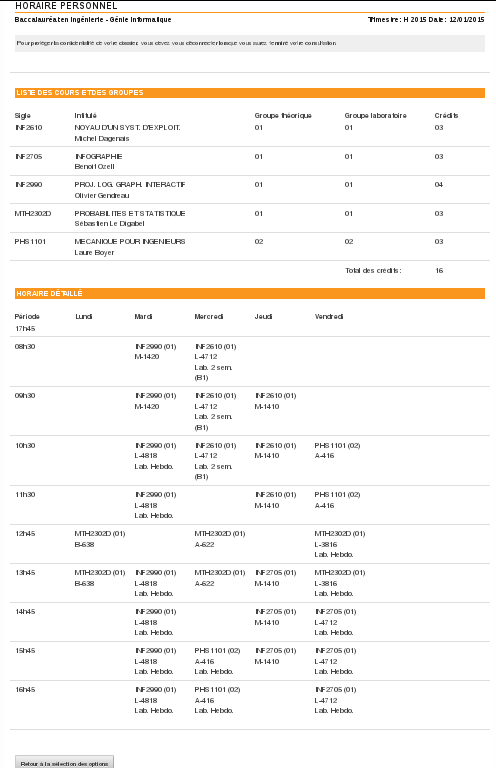 HORAIRE PERSONNEL
Baccalauréat en Ingénierie - Génie Informatique Trimestre: H 2015 Date: 12/01/2015
Pour protéger la confidentialité de votre dossier, vous devez vous déconnecter lorsque vous aurez terminé votre consultation.
LISTE DES COURS ET DES GROUPES
Sigle Intitulé Groupe théorique Groupe laboratoire Crédits
INF2610 NOYAU D'UN SYST. D'EXPLOIT. 01 01 03
Michel Dagenais
INF2705 INFOGRAPHIE 01 01 03
Benoit Ozell
INF2990 PROJ. LOG. GRAPH. INTERACTIF 01 01 04
Olivier Gendreau
MTH2302D PROBABILITES ET STATISTIQUE 01 01 03
Sébastien Le Digabel
PHS1101 MECANIQUE POUR INGENIEURS 02 02 03
Laure Boyer
Total des crédits: 16
HORAIRE DÉTAILLÉ
Période Lundi Mardi Mercredi Jeudi Vendredi
17h45
08h30 INF2990 (01) INF2610 (01)
M-1420 L-4712
Lab. 2 sem.
(B1)
09h30 INF2990 (01) INF2610 (01) INF2610 (01)
M-1420 L-4712 M-1410
Lab. 2 sem.
(B1)
10h30 INF2990 (01) INF2610 (01) INF2610 (01) PHS1101 (02)
L-4818 L-4712 M-1410 A-416
Lab. Hebdo. Lab. 2 sem.
(B1)
11h30 INF2990 (01) INF2610 (01) PHS1101 (02)
L-4818 M-1410 A-416
Lab. Hebdo.
12h45 MTH2302D (01) MTH2302D (01) MTH2302D (01)
B-638 A-622 L-3816
Lab. Hebdo.
13h45 MTH2302D (01) INF2990 (01) MTH2302D (01) INF2705 (01) MTH2302D (01)
B-638 L-4818 A-622 M-1410 L-3816
Lab. Hebdo. Lab. Hebdo.
14h45 INF2990 (01) INF2705 (01) INF2705 (01)
L-4818 M-1410 L-4712
Lab. Hebdo. Lab. Hebdo.
15h45 INF2990 (01) PHS1101 (02) INF2705 (01) INF2705 (01)
L-4818 A-416 M-1410 L-4712
Lab. Hebdo. Lab. Hebdo. Lab. Hebdo.
16h45 INF2990 (01) PHS1101 (02) INF2705 (01)
L-4818 A-416 L-4712
Lab. Hebdo. Lab. Hebdo. Lab. Hebdo.
Retour à la sélection des options